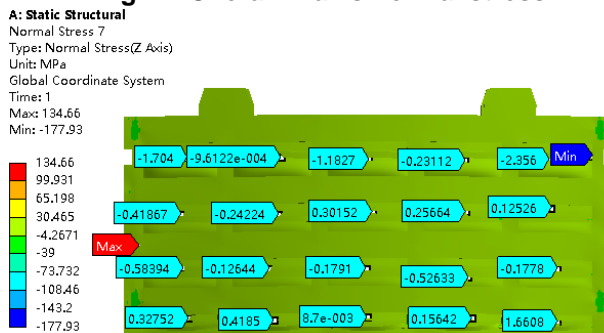 A: Static Structural
Normal Stress 7
Type: Normal Stress(Z Axis)
Unit: MPa
Global Coordinate System
Time: 1
Max: 134.66
Min: -177.93
134.66
99.931
65.198
30.465
-4.2671
-39
-73.732
-108.46
-143.2
-177.93
-1.704 -9.6122e-004 -1.1827 -0.23112 -2.356 Min
-0.41867 -0.24224 0.30152 0.25664 0.12526
Max
-0.58394 -0.12644 -0.1791 -0.52633 -0.1778
0.32752 0.4185 8.7e-003 0.15642 1.6608